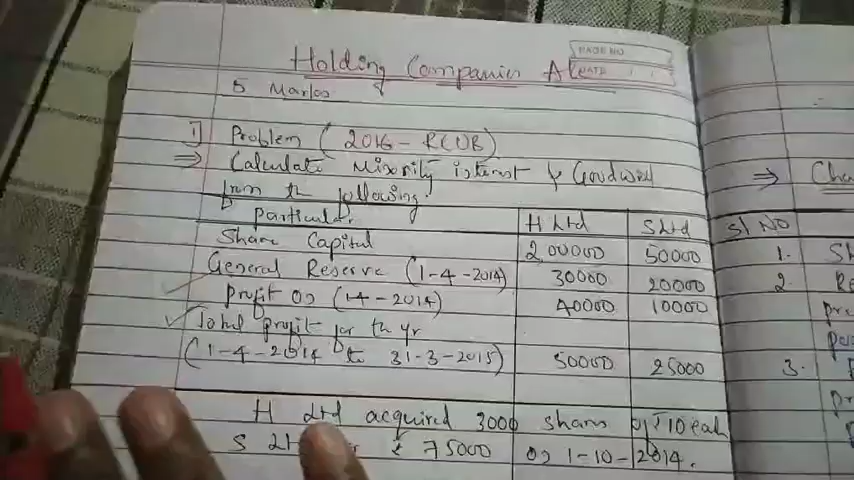 Holding Companies A/c
PAGE NO
DATE
5 Marks
1] Problem (2016 - RCUB)
⇒ Calculate Minority interest & Goodwill
from the following.
Particular. H Ltd S Ltd
Share Capital 2,00000 50000
General Reserve (1-4-2014) 30000 20000
Profit on (1-4-2014) 40000 10000
Total profit for th yr
(1-4-2014 to 31-3-2015) 50000 25000
H Ltd acquired 3000 shares of ₹10 each
S ₹ 75000 on 1-10-2014.
⇒
Sl No
1.
2.
3.